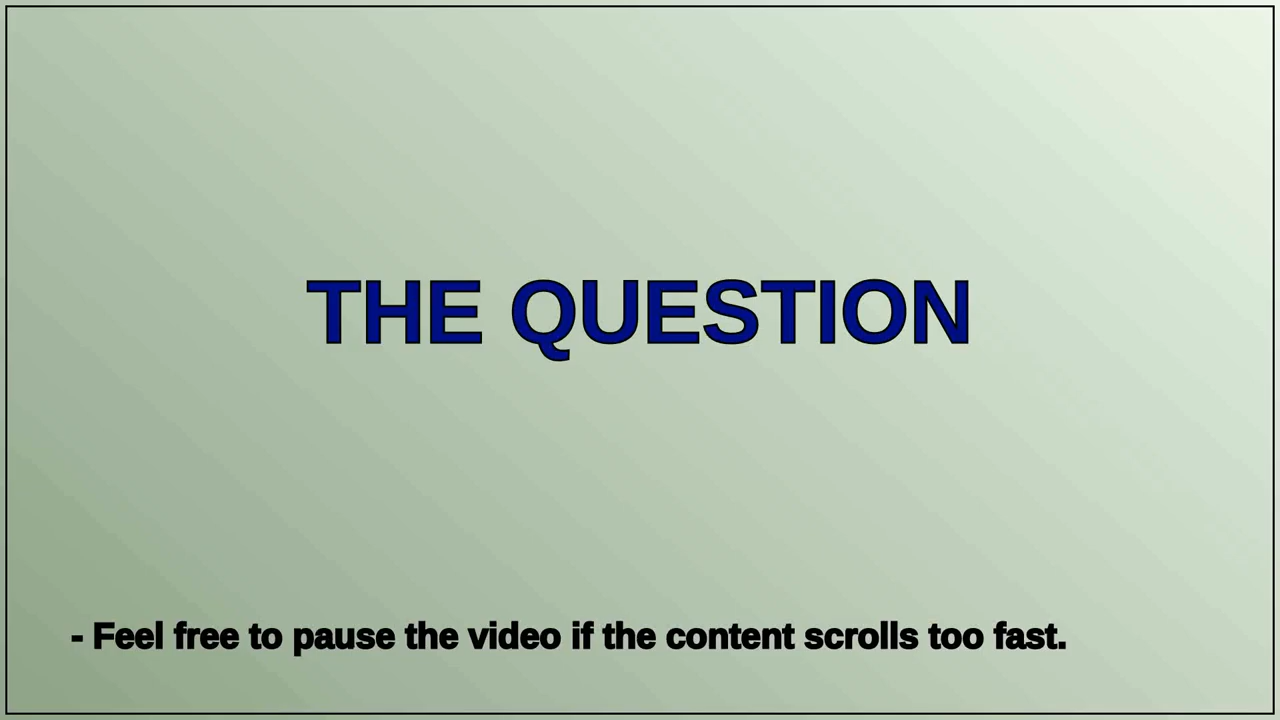 THE QUESTION
- Feel free to pause the video if the content scrolls too fast.